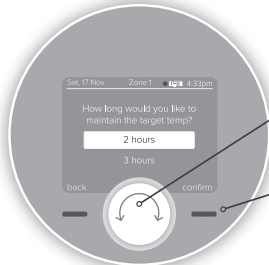 Sat, 17 Nov Zone 1 4:33pm
How long would you like to
maintain the target temp?
2 hours
3 hours
back confirm